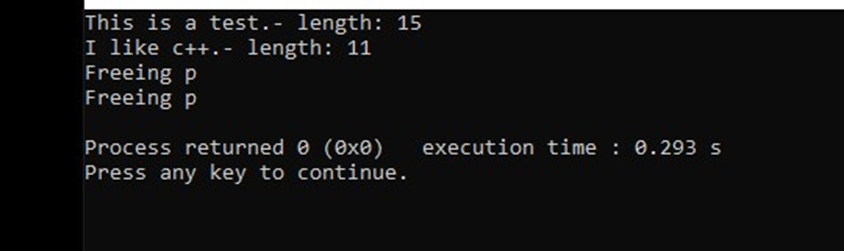 This is a test.- length: 15
I like c++.- length: 11
Freeing p
Freeing p
Process returned 0 (0x0)   execution time : 0.293 s
Press any key to continue.